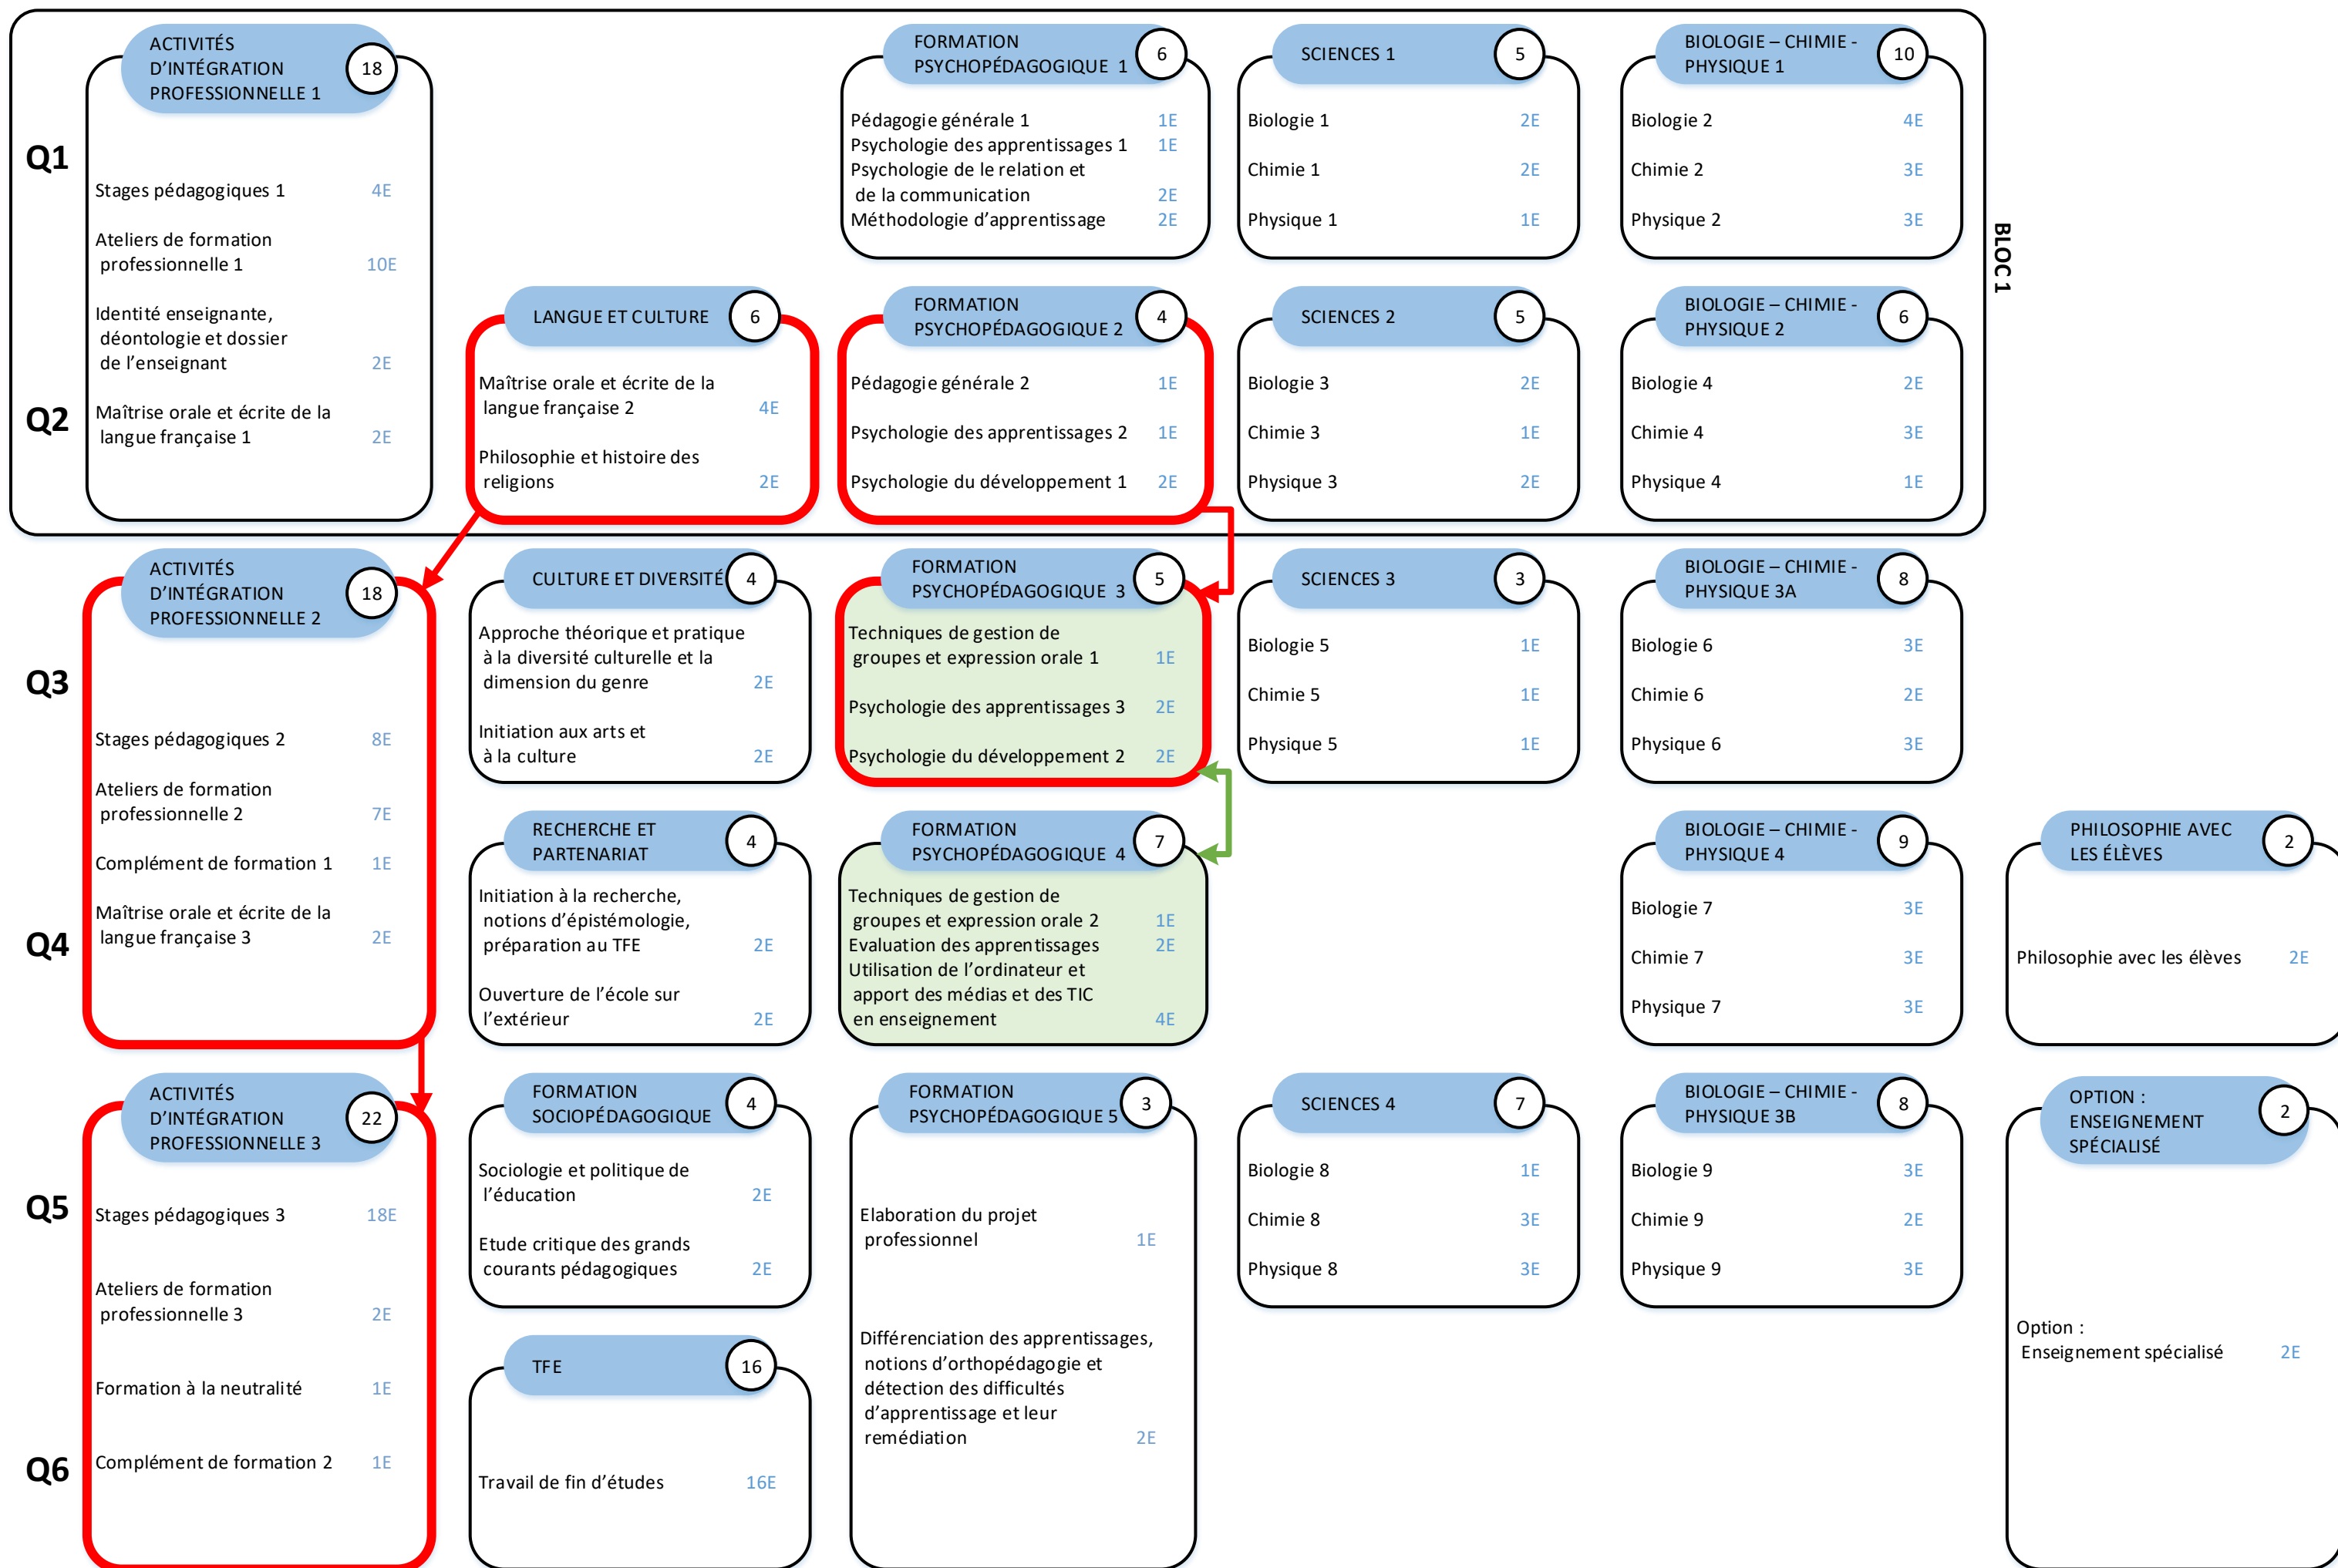 ACTIVITÉS
D’INTÉGRATION
PROFESSIONNELLE 1
18
Stages pédagogiques 1 4E
Ateliers de formation
professionnelle 1 10E
Identité enseignante,
déontologie et dossier
de l’enseignant 2E
Maîtrise orale et écrite de la
langue française 1 2E
Q1
Q2
FORMATION
PSYCHOPÉDAGOGIQUE 1
6
Pédagogie générale 1 1E
Psychologie des apprentissages 1 1E
Psychologie de le relation et
de la communication 2E
Méthodologie d’apprentissage 2E
SCIENCES 1
5
Biologie 1 2E
Chimie 1 2E
Physique 1 1E
BIOLOGIE – CHIMIE -
PHYSIQUE 1
10
Biologie 2 4E
Chimie 2 3E
Physique 2 3E
BLOC 1
LANGUE ET CULTURE
6
Maîtrise orale et écrite de la
langue française 2 4E
Philosophie et histoire des
religions 2E
FORMATION
PSYCHOPÉDAGOGIQUE 2
4
Pédagogie générale 2 1E
Psychologie des apprentissages 2 1E
Psychologie du développement 1 2E
SCIENCES 2
5
Biologie 3 2E
Chimie 3 1E
Physique 3 2E
BIOLOGIE – CHIMIE -
PHYSIQUE 2
6
Biologie 4 2E
Chimie 4 3E
Physique 4 1E
ACTIVITÉS
D’INTÉGRATION
PROFESSIONNELLE 2
18
Q3
Stages pédagogiques 2 8E
Ateliers de formation
professionnelle 2 7E
Complément de formation 1 1E
Maîtrise orale et écrite de la
langue française 3 2E
Q4
CULTURE ET DIVERSITÉ
4
Approche théorique et pratique
à la diversité culturelle et la
dimension du genre 2E
Initiation aux arts et
à la culture 2E
FORMATION
PSYCHOPÉDAGOGIQUE 3
5
Techniques de gestion de
groupes et expression orale 1 1E
Psychologie des apprentissages 3 2E
Psychologie du développement 2 2E
SCIENCES 3
3
Biologie 5 1E
Chimie 5 1E
Physique 5 1E
BIOLOGIE – CHIMIE -
PHYSIQUE 3A
8
Biologie 6 3E
Chimie 6 2E
Physique 6 3E
RECHERCHE ET
PARTENARIAT
4
Initiation à la recherche,
notions d’épistémologie,
préparation au TFE 2E
Ouverture de l’école sur
l’extérieur 2E
FORMATION
PSYCHOPÉDAGOGIQUE 4
7
Techniques de gestion de
groupes et expression orale 2 1E
Evaluation des apprentissages 2E
Utilisation de l’ordinateur et
apport des médias et des TIC
en enseignement 4E
BIOLOGIE – CHIMIE -
PHYSIQUE 4
9
Biologie 7 3E
Chimie 7 3E
Physique 7 3E
PHILOSOPHIE AVEC
LES ÉLÈVES
2
Philosophie avec les élèves 2E
ACTIVITÉS
D’INTÉGRATION
PROFESSIONNELLE 3
22
Q5
Stages pédagogiques 3 18E
Ateliers de formation
professionnelle 3 2E
Formation à la neutralité 1E
Q6
Complément de formation 2 1E
FORMATION
SOCIOPÉDAGOGIQUE
4
Sociologie et politique de
l’éducation 2E
Etude critique des grands
courants pédagogiques 2E
TFE
16
Travail de fin d’études 16E
FORMATION
PSYCHOPÉDAGOGIQUE 5
3
Elaboration du projet
professionnel 1E
Différenciation des apprentissages,
notions d’orthopédagogie et
détection des difficultés
d’apprentissage et leur
remédiation 2E
SCIENCES 4
7
Biologie 8 1E
Chimie 8 3E
Physique 8 3E
BIOLOGIE – CHIMIE -
PHYSIQUE 3B
8
Biologie 9 3E
Chimie 9 2E
Physique 9 3E
OPTION :
ENSEIGNEMENT
SPÉCIALISÉ
2
Option :
Enseignement spécialisé 2E